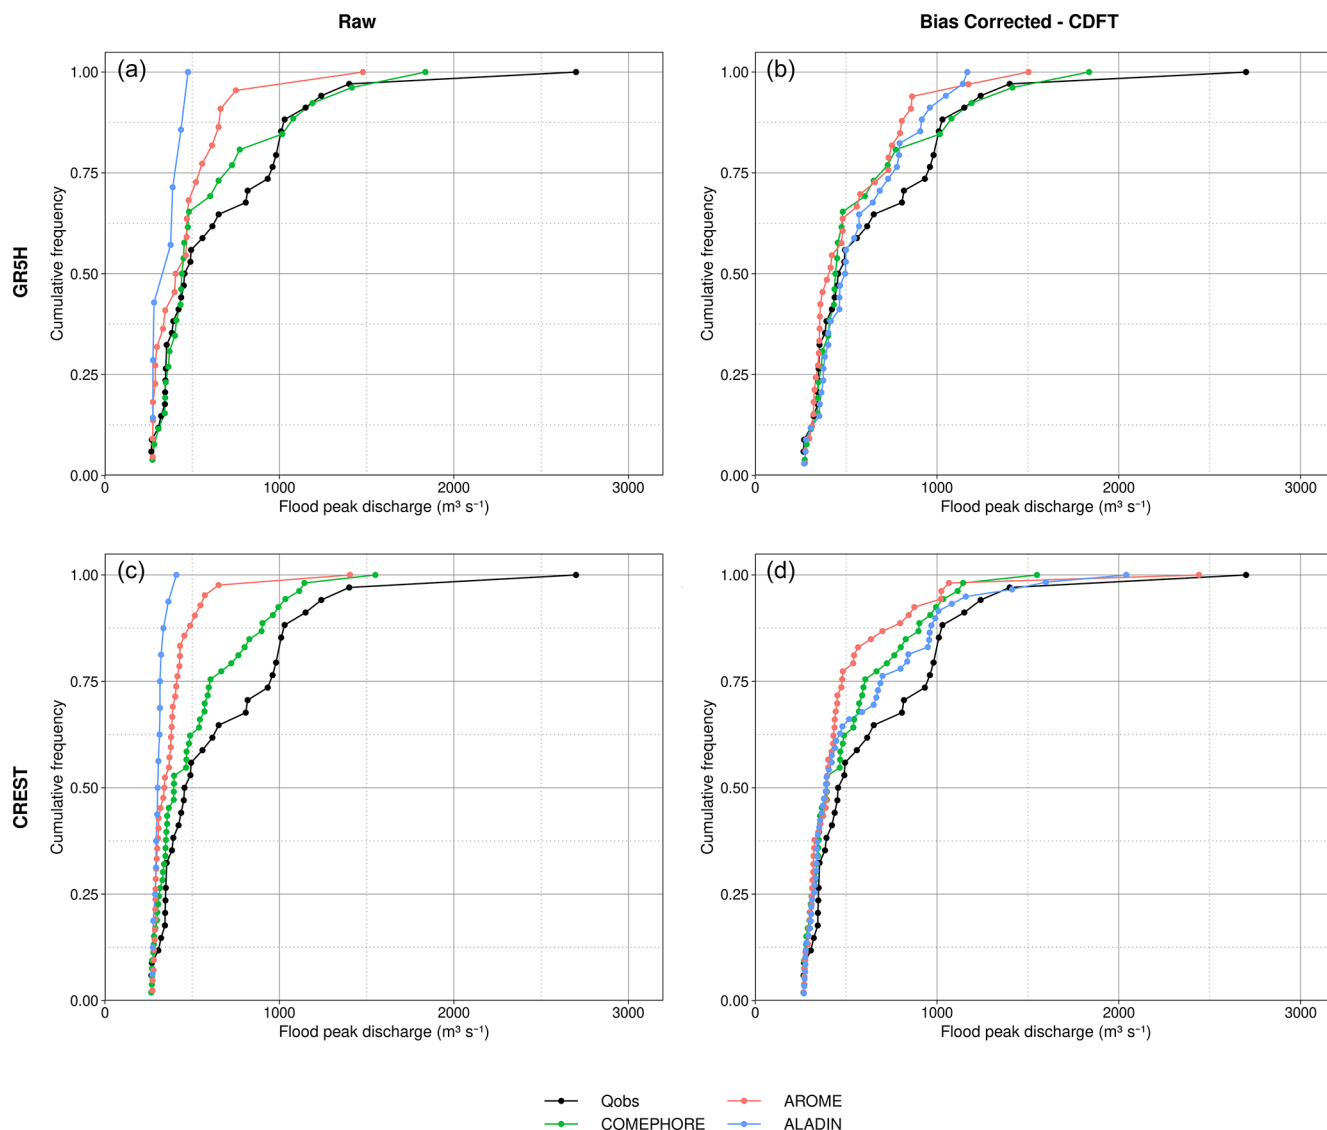 Raw
Bias Corrected - CDFT
GR5H
(a)
Cumulative frequency
1.00
0.75
0.50
0.25
0.00
0 1000 2000 3000
Flood peak discharge (m³ s⁻¹)
(b)
Cumulative frequency
1.00
0.75
0.50
0.25
0.00
0 1000 2000 3000
Flood peak discharge (m³ s⁻¹)
CREST
(c)
Cumulative frequency
1.00
0.75
0.50
0.25
0.00
0 1000 2000 3000
Flood peak discharge (m³ s⁻¹)
(d)
Cumulative frequency
1.00
0.75
0.50
0.25
0.00
0 1000 2000 3000
Flood peak discharge (m³ s⁻¹)
Qobs AROME
COMEPHORE ALADIN